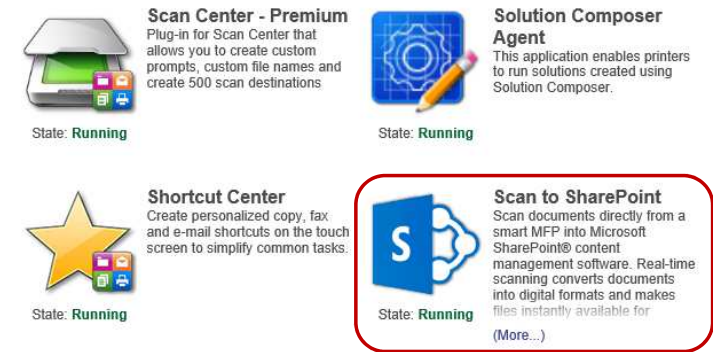 Scan Center - Premium
Plug-in for Scan Center that
allows you to create custom
prompts, custom file names and
create 500 scan destinations
State: Running
Solution Composer
Agent
This application enables printers
to run solutions created using
Solution Composer.
State: Running
Shortcut Center
Create personalized copy, fax
and e-mail shortcuts on the touch
screen to simplify common tasks.
State: Running
S
Scan to SharePoint
Scan documents directly from a
smart MFP into Microsoft
SharePoint® content
management software. Real-time
scanning converts documents
into digital formats and makes
files instantly available for
State: Running
(More...)